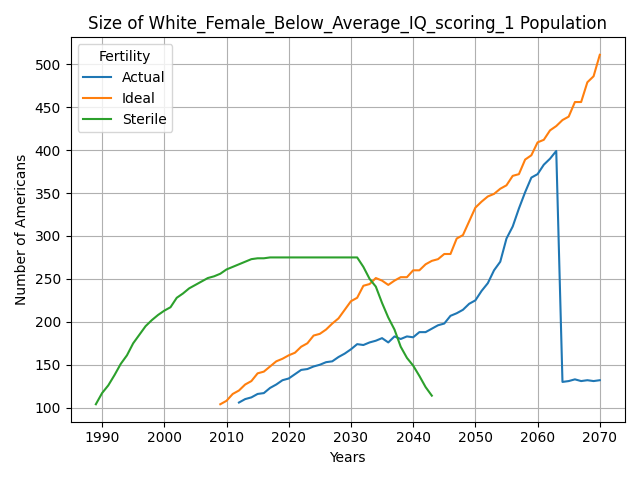 Size of White_Female_Below_Average_IQ_scoring_1 Population
Fertility
Actual
Ideal
Sterile
Number of Americans
500
450
400
350
300
250
200
150
100
1990 2000 2010 2020 2030 2040 2050 2060 2070
Years